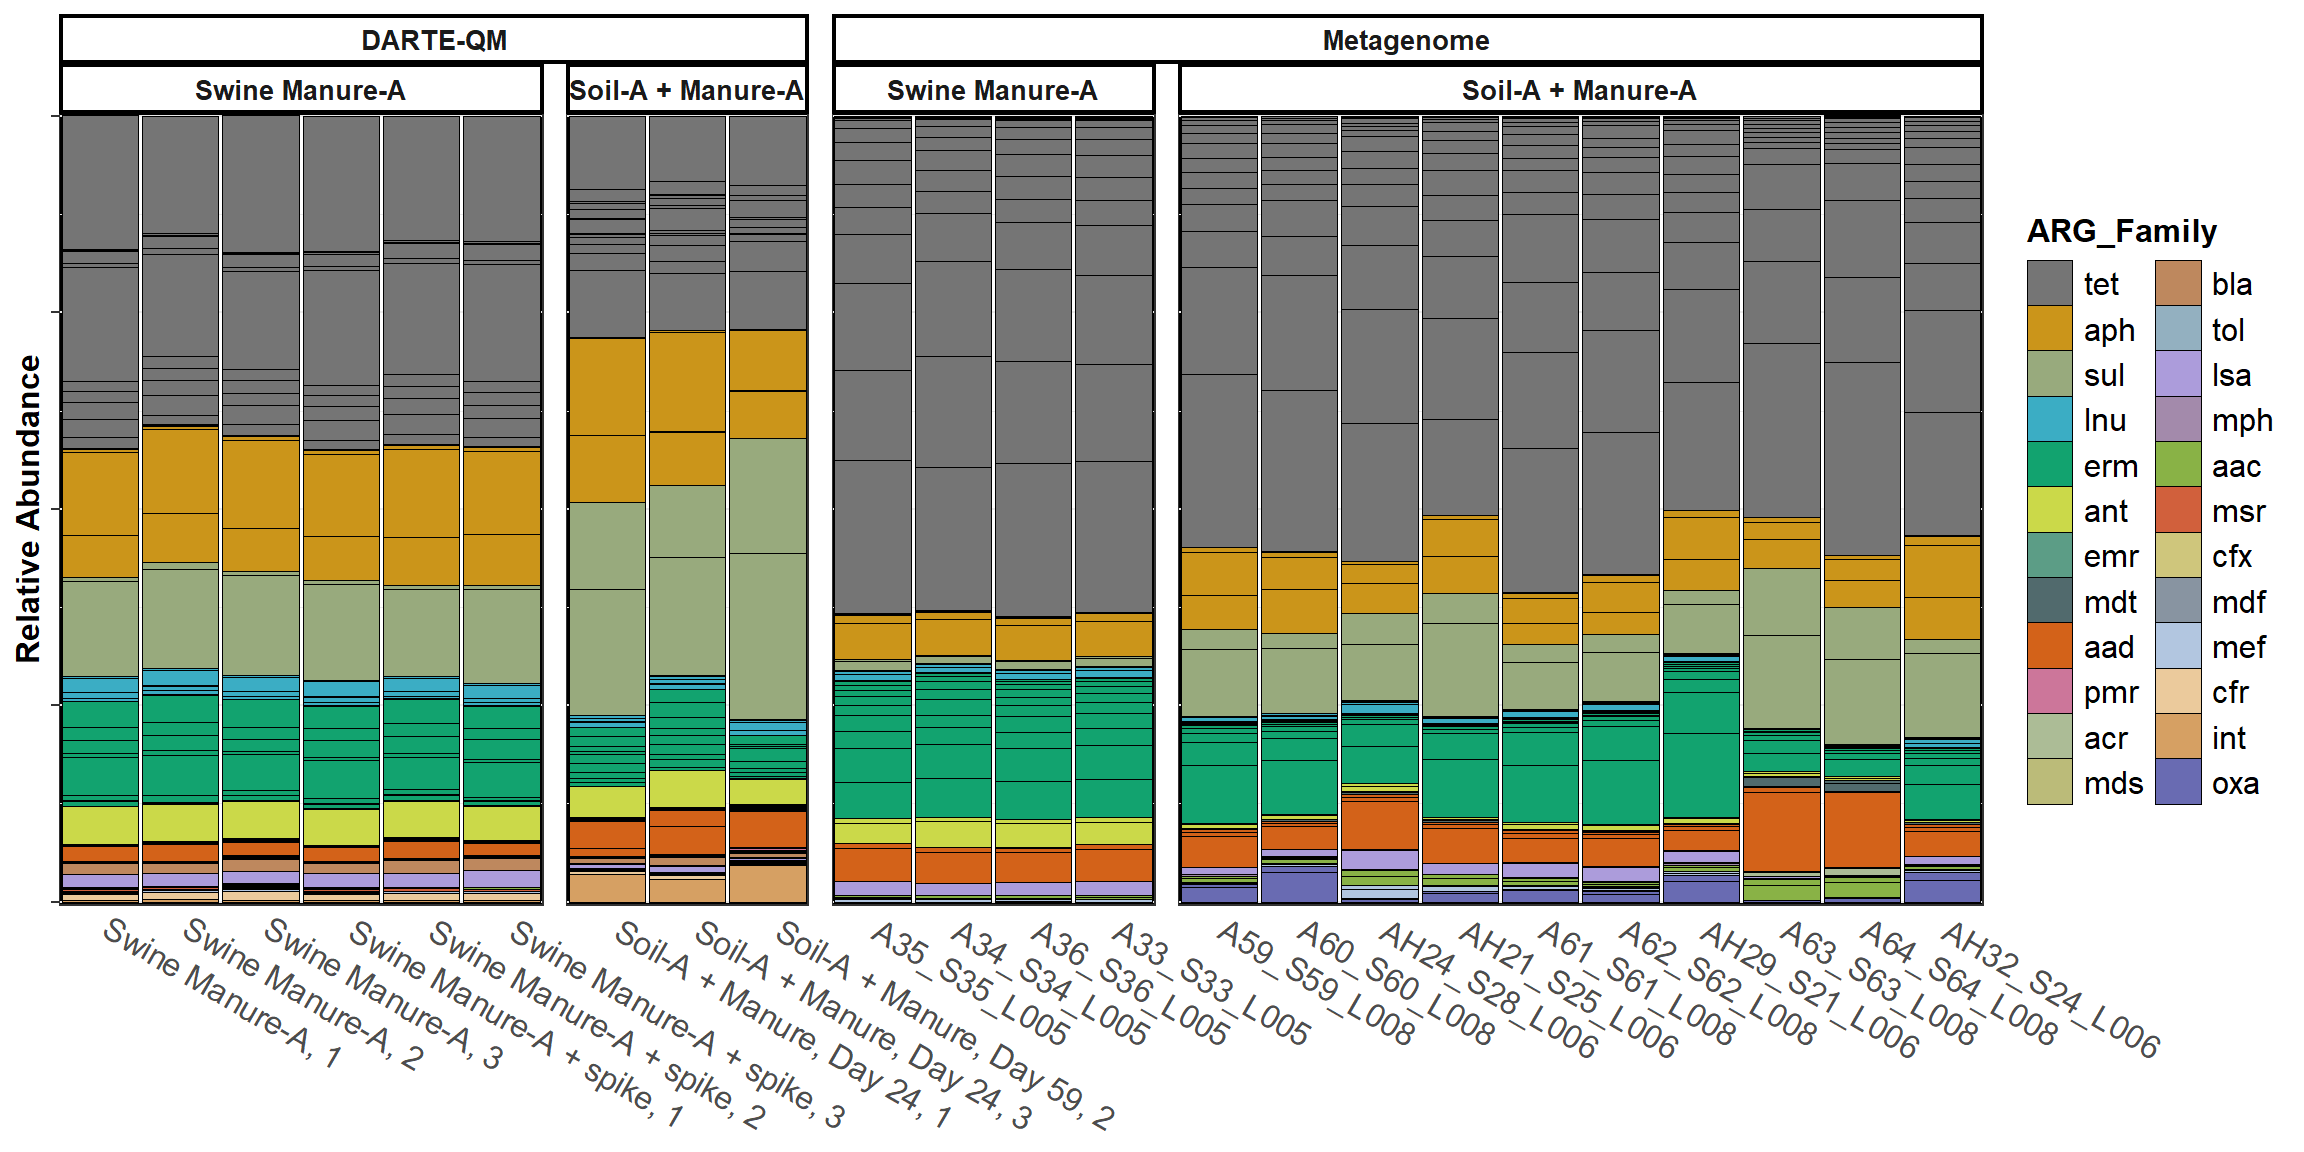 DARTE-QM
Metagenome
Swine Manure-A
Soil-A + Manure-A
Swine Manure-A
Soil-A + Manure-A
Relative Abundance
ARG_Family
tet
aph
sul
lnu
erm
ant
emr
mdt
aad
pmr
acr
mds
bla
tol
lsa
mph
aac
msr
cfx
mdf
mef
cfr
int
oxa
Swine Manure-A, 1
Swine Manure-A, 2
Swine Manure-A, 3
Swine Manure-A + spike, 1
Swine Manure-A + spike, 2
Swine Manure-A + spike, 3
Soil-A + Manure, Day 24, 1
Soil-A + Manure, Day 24, 3
Soil-A + Manure, Day 59, 2
A35_S35_L005
A34_S34_L005
A36_S36_L005
A33_S33_L005
A59_S59_L008
A60_S60_L008
AH24_S28_L006
AH21_S25_L006
A61_S61_L008
A62_S62_L008
AH29_S21_L006
A63_S63_L008
A64_S64_L008
AH32_S24_L006